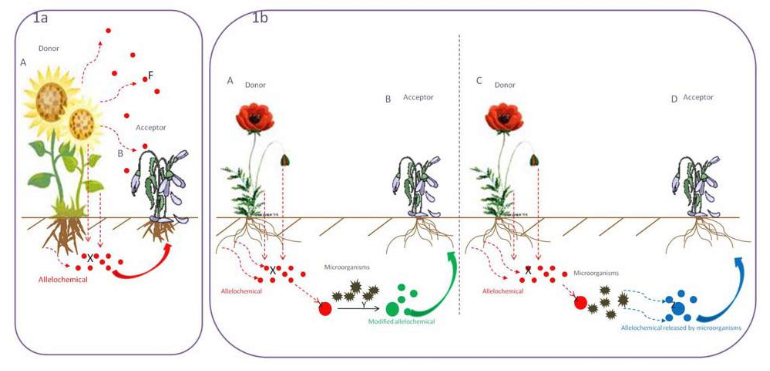 1a
Donor
A
F
Acceptor
B
X
Allelochemical
1b
A
Donor
B
Acceptor
X
Microorganisms
Allelochemical
Y
Modified allelochemical
C
Donor
D
Acceptor
X
Microorganisms
Allelochemical
Allelochemical released by microorganisms